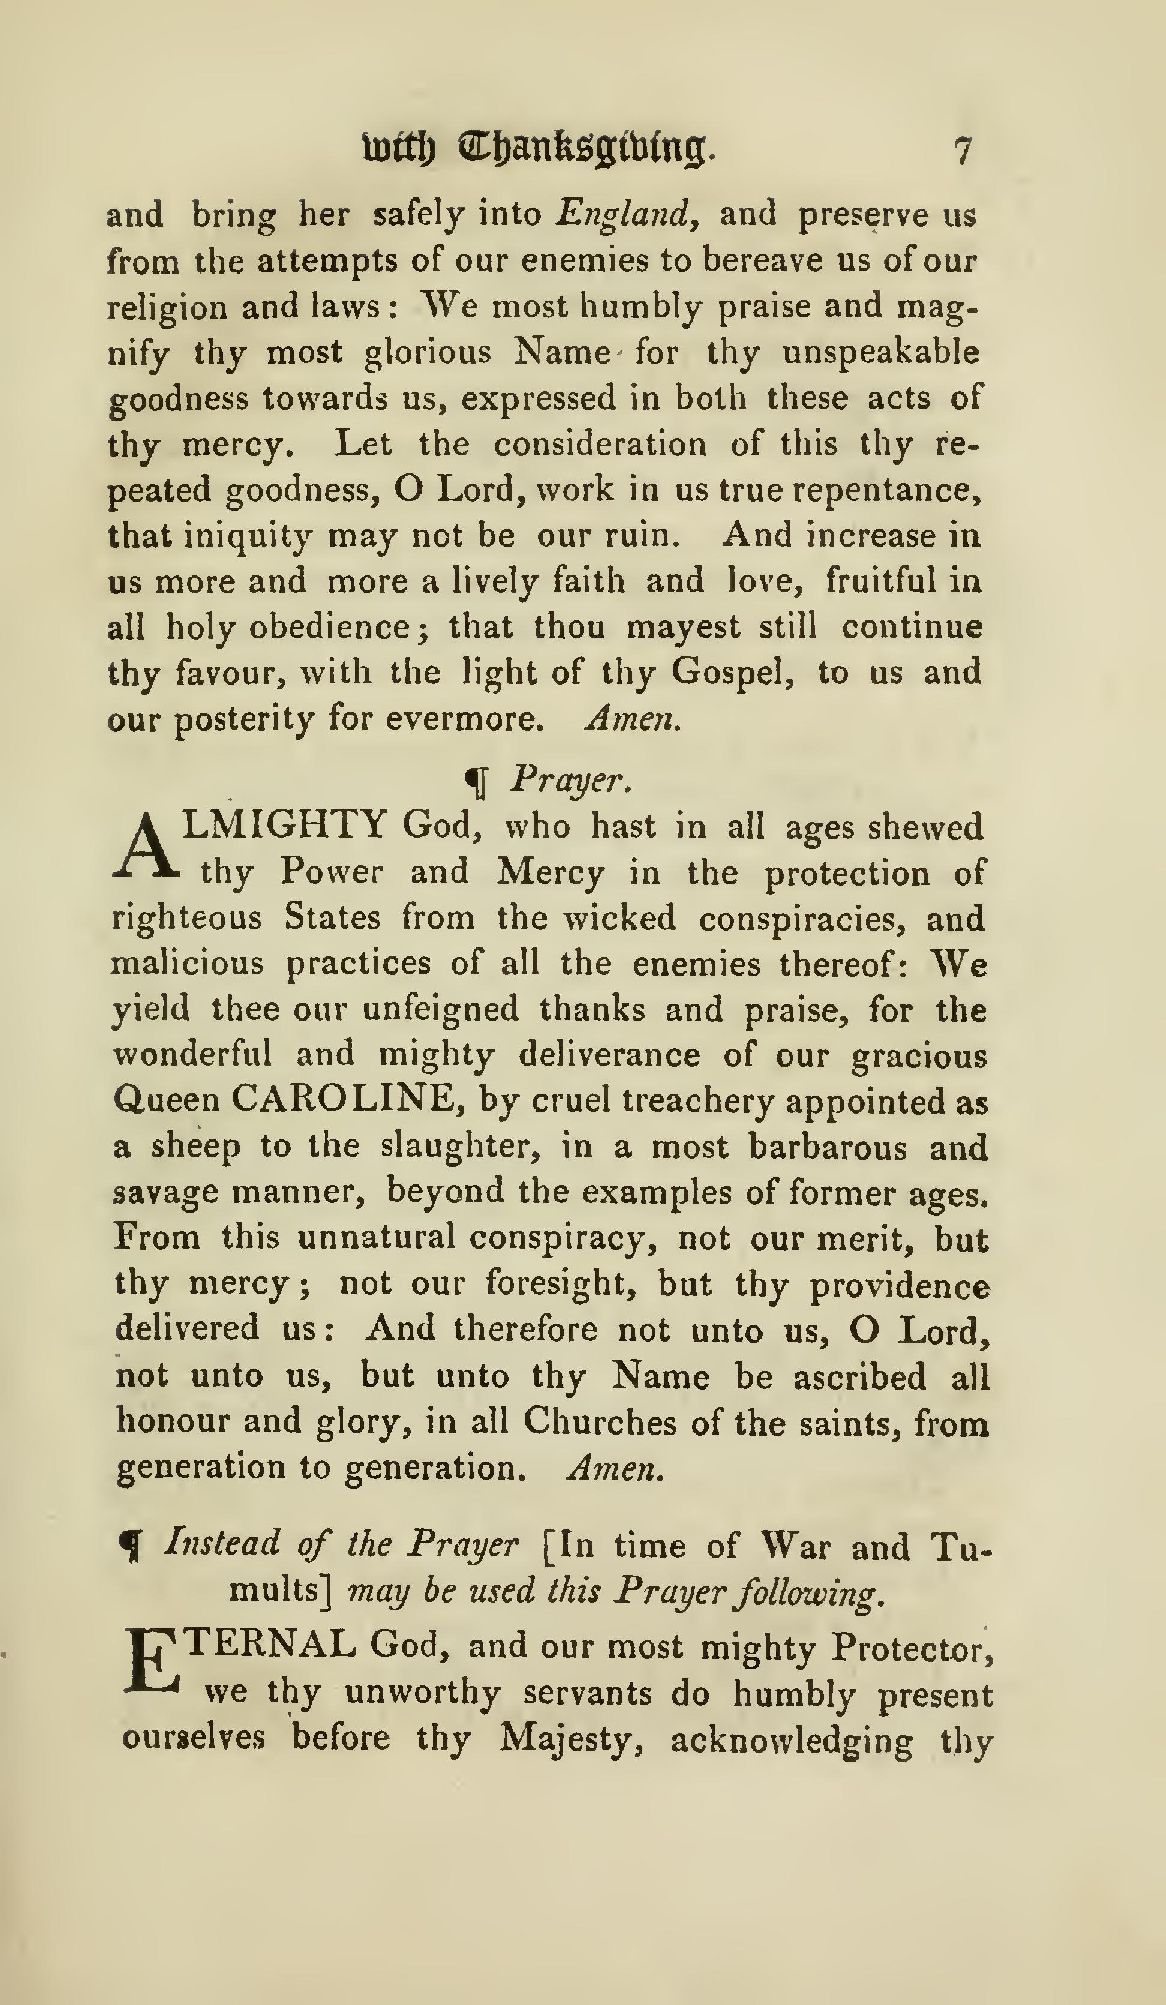 with Thanksgiving. 7
and bring her safely into England, and preserve us
from the attempts of our enemies to bereave us of our
religion and laws : We most humbly praise and mag-
nify thy most glorious Name for thy unspeakable
goodness towards us, expressed in both these acts of
thy mercy. Let the consideration of this thy re-
peated goodness, O Lord, work in us true repentance,
that iniquity may not be our ruin. And increase in
us more and more a lively faith and love, fruitful in
all holy obedience ; that thou mayest still continue
thy favour, with the light of thy Gospel, to us and
our posterity for evermore. Amen.
¶ Prayer.
ALMIGHTY God, who hast in all ages shewed
thy Power and Mercy in the protection of
righteous States from the wicked conspiracies, and
malicious practices of all the enemies thereof: We
yield thee our unfeigned thanks and praise, for the
wonderful and mighty deliverance of our gracious
Queen CAROLINE, by cruel treachery appointed as
a sheep to the slaughter, in a most barbarous and
savage manner, beyond the examples of former ages.
From this unnatural conspiracy, not our merit, but
thy mercy ; not our foresight, but thy providence
delivered us : And therefore not unto us, O Lord,
not unto us, but unto thy Name be ascribed all
honour and glory, in all Churches of the saints, from
generation to generation. Amen.
¶ Instead of the Prayer [In time of War and Tu-
mults] may be used this Prayer following.
ETERNAL God, and our most mighty Protector,
we thy unworthy servants do humbly present
ourselves before thy Majesty, acknowledging thy